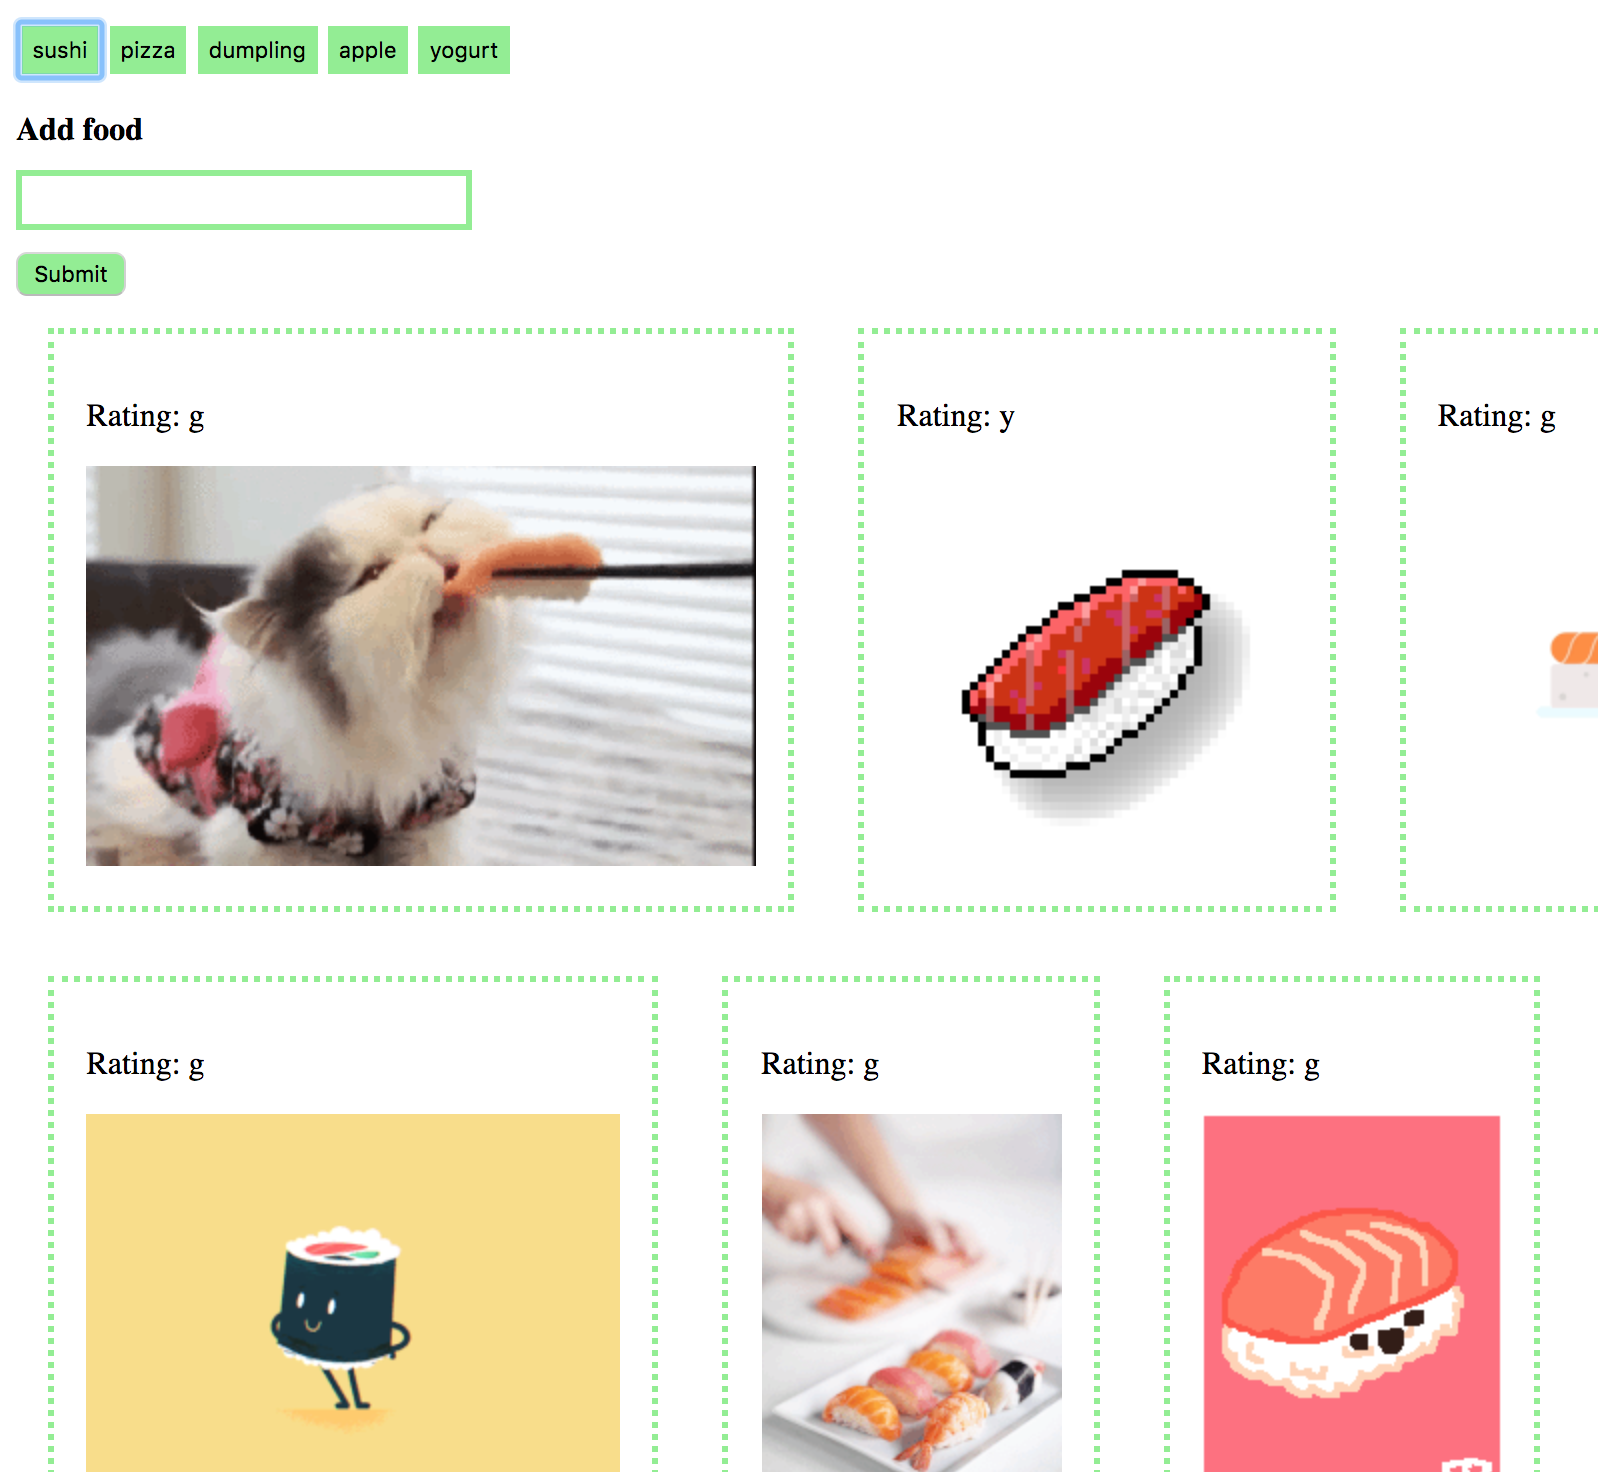 sushi pizza dumpling apple yogurt
Add food
Submit
Rating: g Rating: y Rating: g
Rating: g Rating: g Rating: g